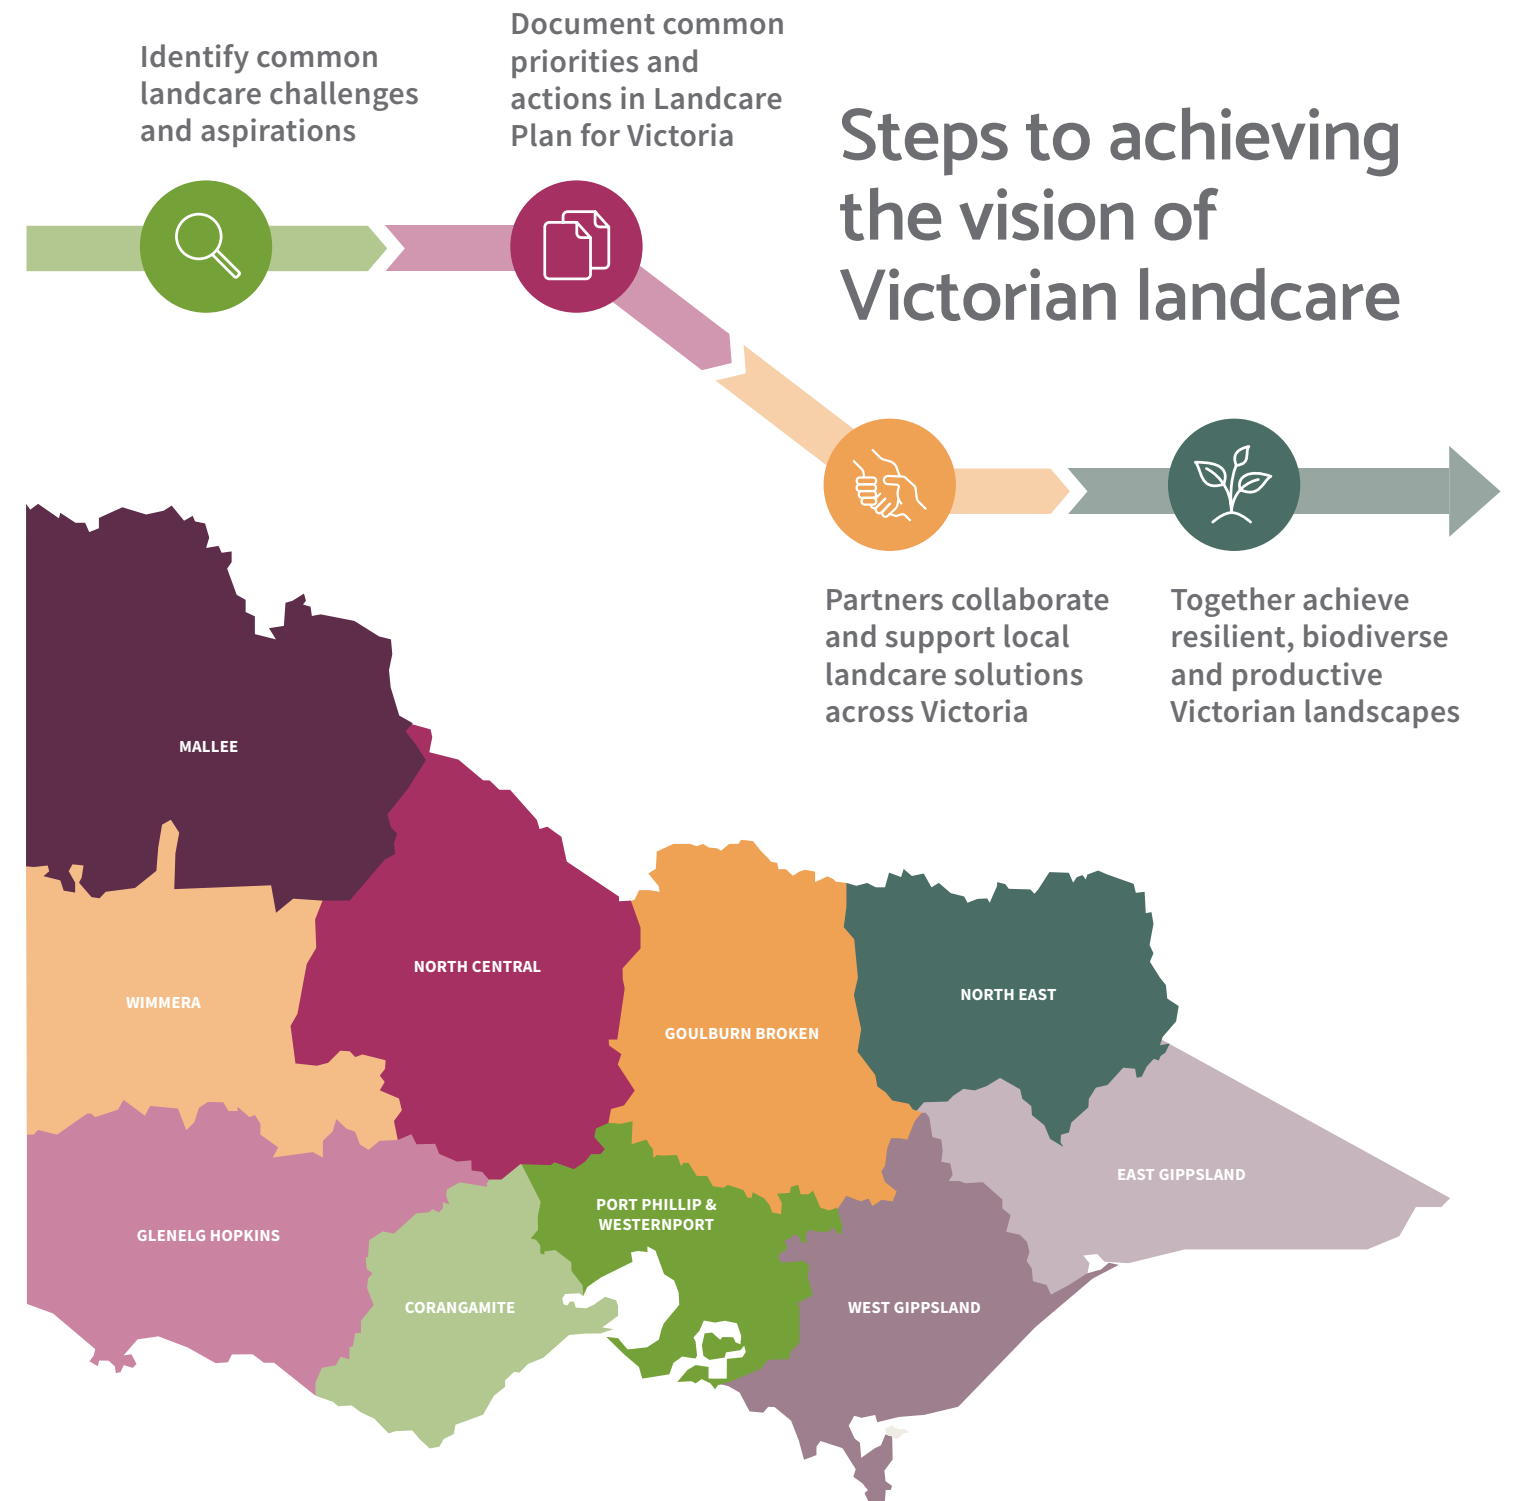 Identify common
landcare challenges
and aspirations
Document common
priorities and
actions in Landcare
Plan for Victoria
Steps to achieving
the vision of
Victorian landcare
Partners collaborate
and support local
landcare solutions
across Victoria
Together achieve
resilient, biodiverse
and productive
Victorian landscapes
MALLEE
NORTH CENTRAL
WIMMERA
GOULBURN BROKEN
NORTH EAST
EAST GIPPSLAND
PORT PHILLIP &
WESTERNPORT
GLENELG HOPKINS
CORANGAMITE
WEST GIPPSLAND